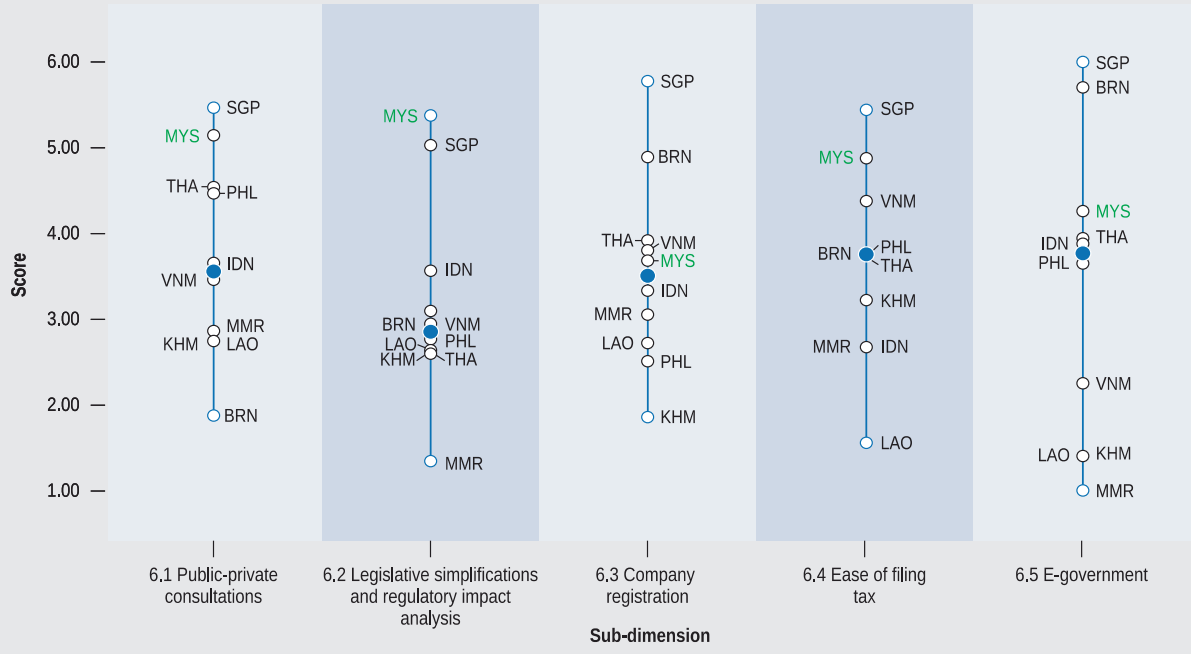 Score
6.00
5.00
4.00
3.00
2.00
1.00
SGP
MYS
THA
PHL
IDN
VNM
MMR
KHM
LAO
BRN
MYS
SGP
IDN
BRN
VNM
LAO
PHL
KHM
THA
MMR
SGP
BRN
THA
VNM
MYS
IDN
MMR
LAO
PHL
KHM
SGP
MYS
VNM
BRN
PHL
THA
KHM
MMR
IDN
LAO
SGP
BRN
MYS
THA
IDN
PHL
VNM
LAO
KHM
MMR
6.1 Public-private
consultations
6.2 Legislative simplifications
and regulatory impact
analysis
6.3 Company
registration
6.4 Ease of filing
tax
6.5 E-government
Sub-dimension